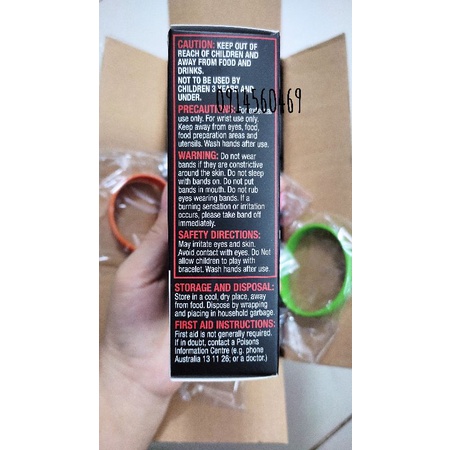 CAUTION: KEEP OUT OF
REACH OF CHILDREN AND
AWAY FROM FOOD AND
DRINKS.
NOT TO BE USED BY
CHILDREN 3 YEARS AND
UNDER.
0914560469
PRECAUTIONS: For external
use only. For wrist use only.
Keep away from eyes, food,
food preparation areas and
utensils. Wash hands after use.
WARNING: Do not wear
bands if they are constrictive
around the skin. Do not sleep
with bands on. Do not put
bands in mouth. Do not rub
eyes wearing bands. If a
burning sensation or irritation
occurs, please take band off
immediately.
SAFETY DIRECTIONS:
May irritate eyes and skin.
Avoid contact with eyes. Do Not
allow children to play with
bracelet. Wash hands after use.
STORAGE AND DISPOSAL:
Store in a cool, dry place, away
from food. Dispose by wrapping
and placing in household garbage.
FIRST AID INSTRUCTIONS:
First aid is not generally required.
If in doubt, contact a Poisons
Information Centre (e.g. phone
Australia 13 11 26; or a doctor.)